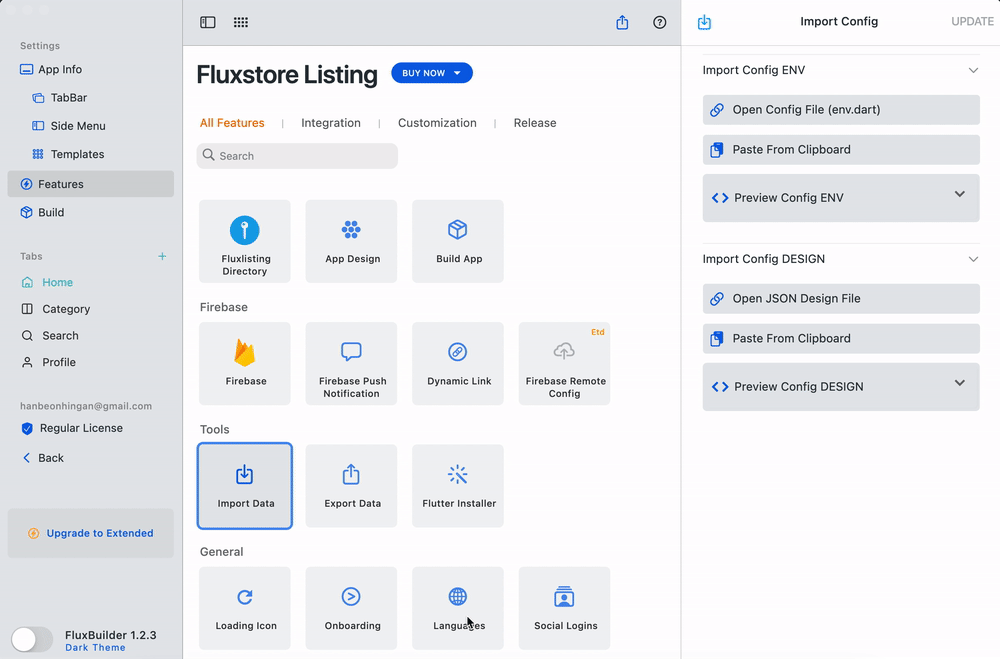 Settings
App Info
TabBar
Side Menu
Templates
Features
Build
Tabs
+
Home
Category
Search
Profile
hanbeonhingan@gmail.com
Regular License
Back
Upgrade to Extended
FluxBuilder 1.2.3
Dark Theme
Fluxstore Listing
BUY NOW
All Features | Integration | Customization | Release
Search
Fluxlisting
Directory
App Design
Build App
Firebase
Firebase
Firebase Push
Notification
Dynamic Link
Etd
Firebase Remote
Config
Tools
Import Data
Export Data
Flutter Installer
General
Loading Icon
Onboarding
Languages
Social Logins
Import Config
UPDATE
Import Config ENV
Open Config File (env.dart)
Paste From Clipboard
Preview Config ENV
Import Config DESIGN
Open JSON Design File
Paste From Clipboard
Preview Config DESIGN